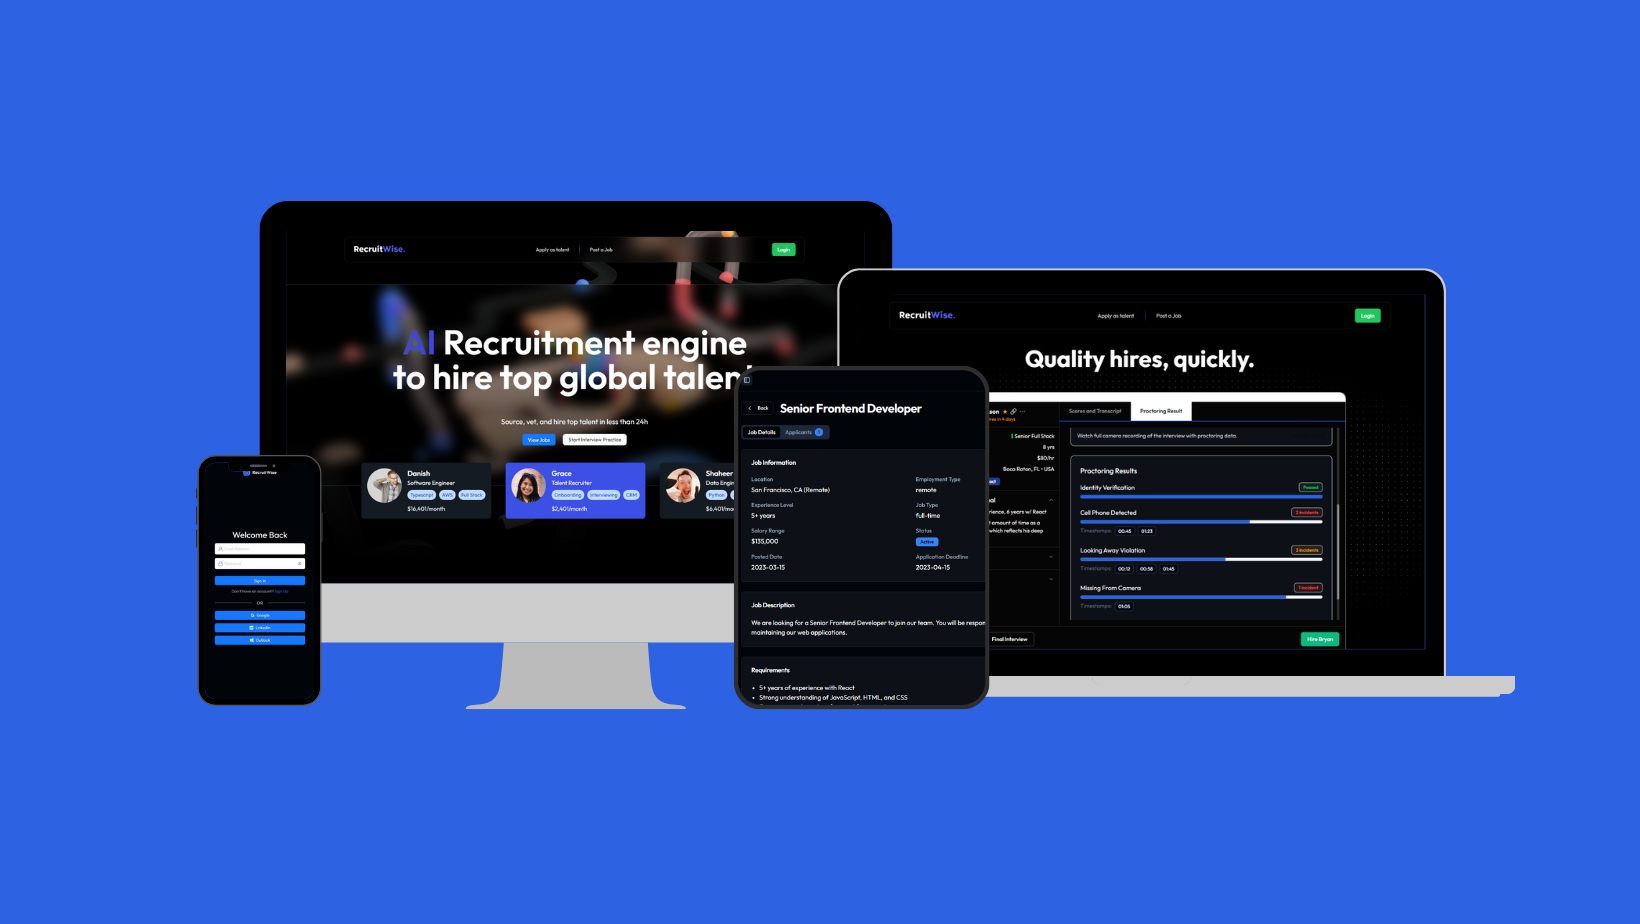 RecruitWise.
Apply as talent
Post a Job
Login
AI Recruitment engine
to hire top global talent
Source, vet, and hire top talent in less than 24h
View Jobs
Start Interview Practice
Danish
Software Engineer
Typescript AWS Full Stack
$16,401/month
Grace
Talent Recruiter
Onboarding Interviewing CRM
$2,401/month
Shaheer
Data Engin
Python
$6,401/mo
RecruitWise
Welcome Back
Sign In
Don't have an account? Sign Up
OR
Google
LinkedIn
Outlook
Back
Senior Frontend Developer
Job Details
Applicants 1
Job Information
Location
San Francisco, CA (Remote)
Employment Type
remote
Experience Level
5+ years
Job Type
full-time
Salary Range
$135,000
Status
Active
Posted Date
2023-03-15
Application Deadline
2023-04-15
Job Description
We are looking for a Senior Frontend Developer to join our team. You will be respon
maintaining our web applications.
Requirements
• 5+ years of experience with React
• Strong understanding of JavaScript, HTML, and CSS
RecruitWise.
Apply as talent
Post a Job
Login
Quality hires, quickly.
son
res in 4 days
Senior Full Stack
8 yrs
$80/hr
Boca Raton, FL - USA
al
rience, 6 years w/ React
t amount of time as a
which reflects his deep
Final Interview
Scores and Transcript
Proctoring Result
Watch full camera recording of the interview with proctoring data.
Proctoring Results
Identity Verification
Passed
Cell Phone Detected
2 incidents
Timestamps: 00:45 01:23
Looking Away Violation
3 incidents
Timestamps: 00:12 00:58 01:45
Missing From Camera
1 incident
Timestamps: 03:05
Hire Bryan